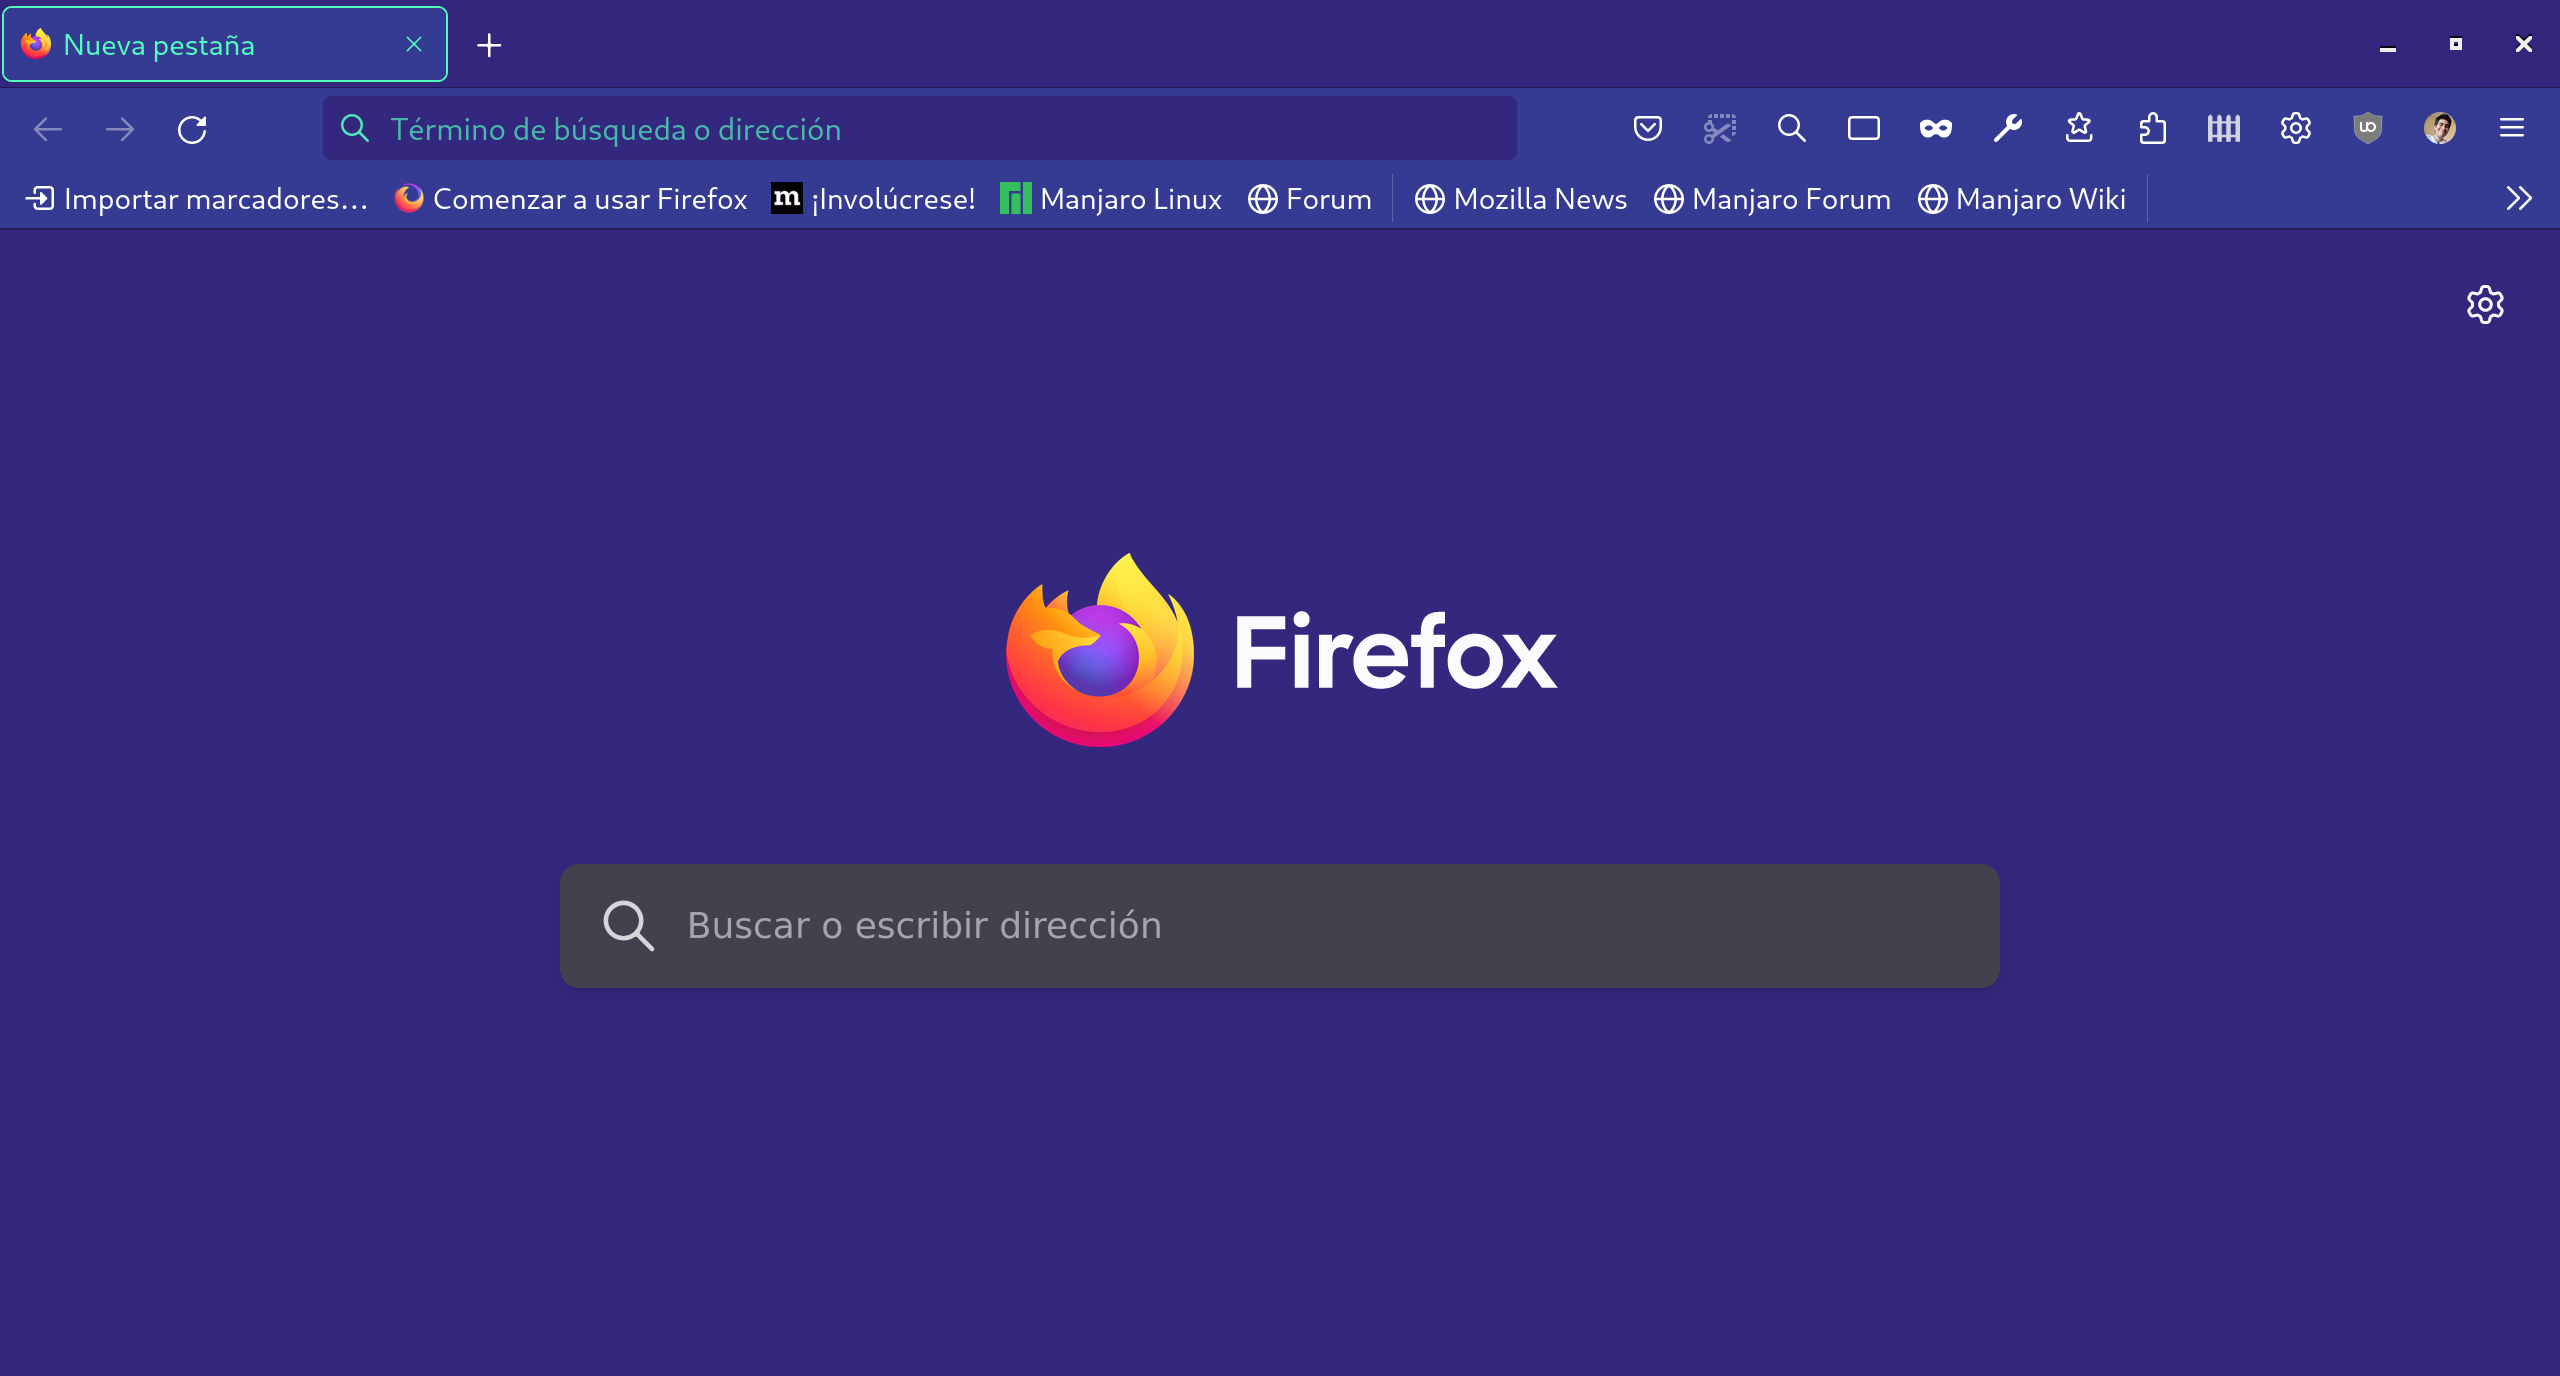 Nueva pestaña
Término de búsqueda o dirección
Importar marcadores... Comenzar a usar Firefox m ¡Involúcrese! Manjaro Linux Forum Mozilla News Manjaro Forum Manjaro Wiki
Firefox
Buscar o escribir dirección